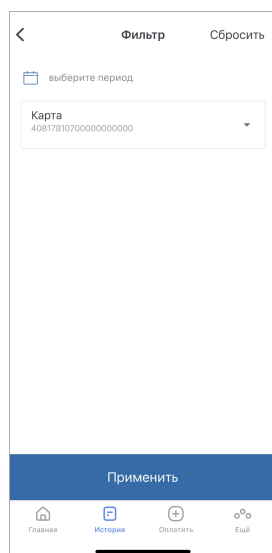 Фильтр
Сбросить
выберите период
Карта
40817810700000000000
Применить
Главная
История
Оплатить
Ещё